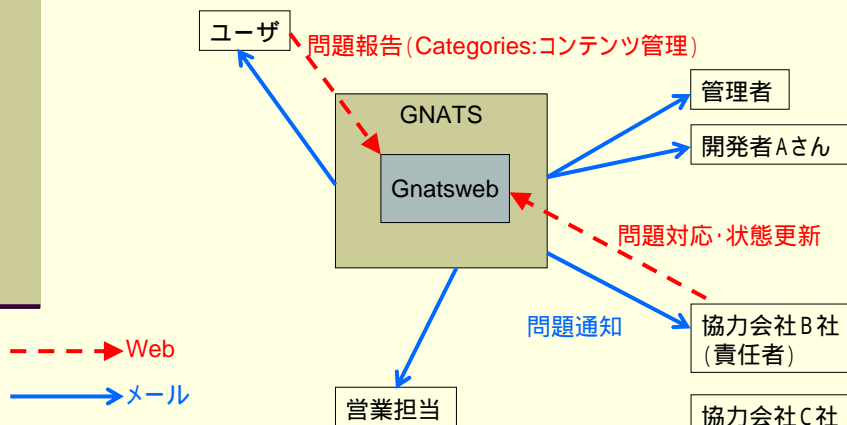 ユーザ
問題報告(Categories:コンテンツ管理)
管理者
GNATS
開発者Aさん
Gnatsweb
問題対応･状態更新
問題通知
協力会社B社
(責任者)
Web
メール
営業担当
協力会社C社